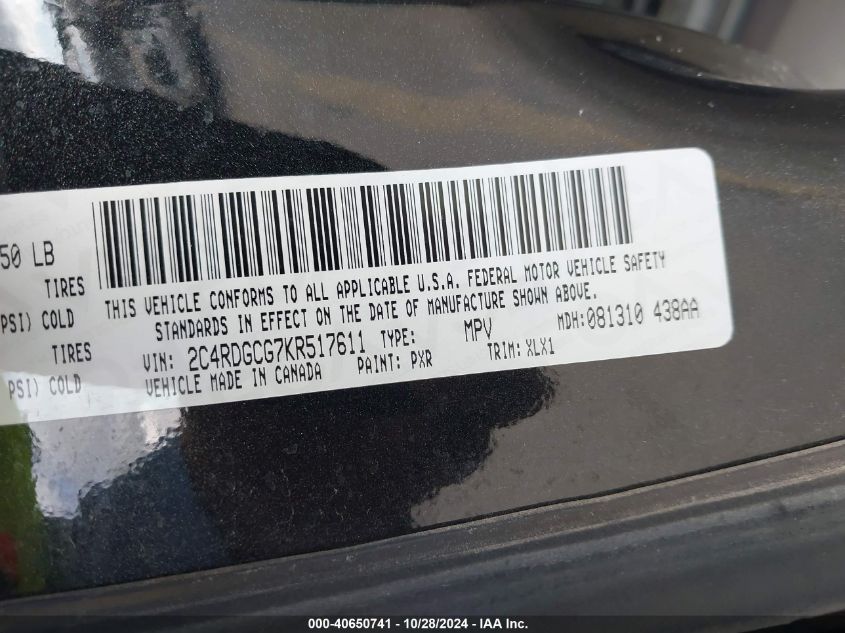 50 LB
TIRES
PSI) COLD
TIRES
PSI) COLD
THIS VEHICLE CONFORMS TO ALL APPLICABLE U.S.A. FEDERAL MOTOR VEHICLE SAFETY
STANDARDS IN EFFECT ON THE DATE OF MANUFACTURE SHOWN ABOVE.
VIN: 2C4RDGCG7KR517611 TYPE: MPV MDH:081310 438AA
VEHICLE MADE IN CANADA PAINT: PXR TRIM: XLX1
000-40650741 - 10/28/2024 - IAA Inc.